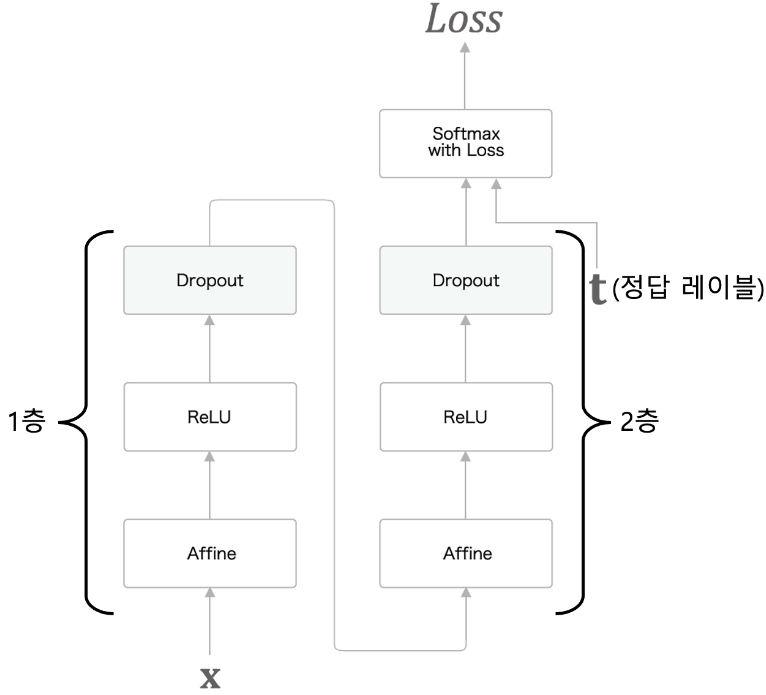 Loss
Softmax
with Loss
Dropout
Dropout
t (정답 레이블)
1층
ReLU
ReLU
2층
Affine
Affine
x